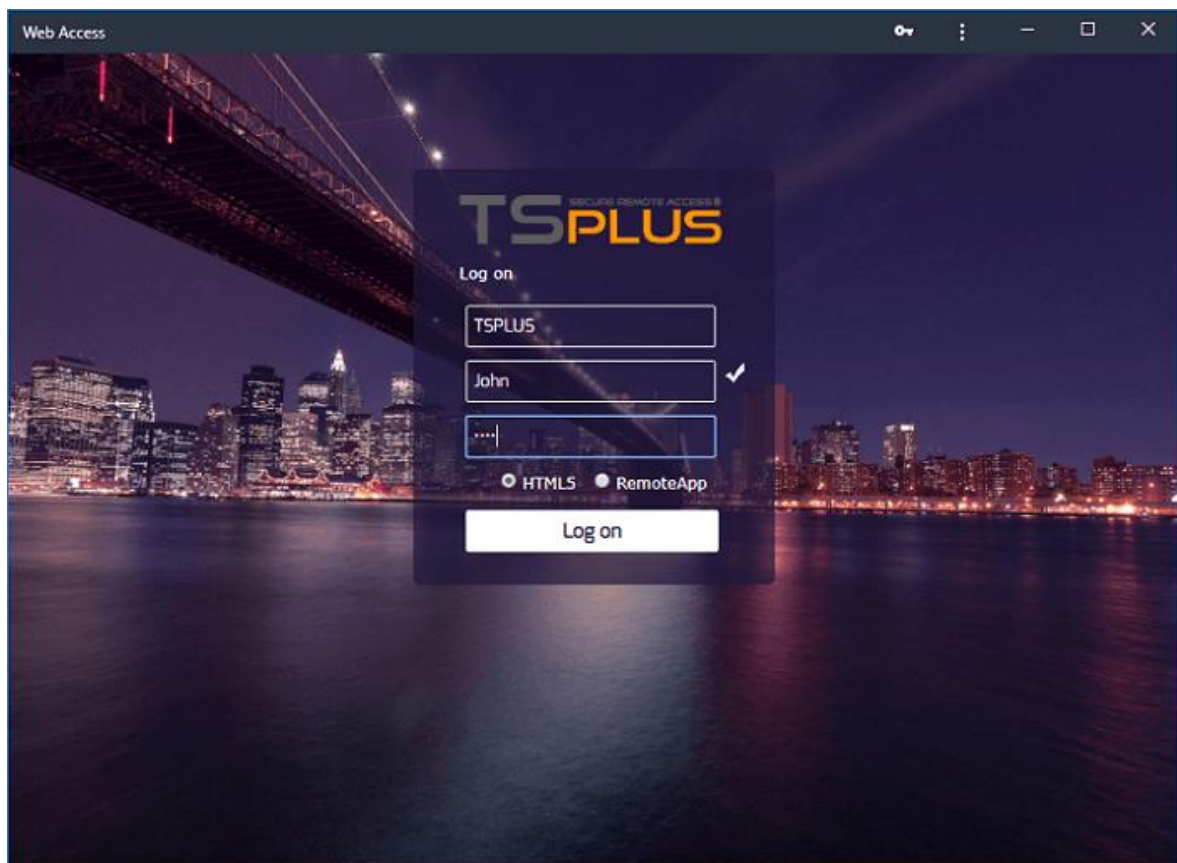 Web Access
SECURE REMOTE ACCESS
TSPLUS
Log on
TSPLUS
John
••••
HTML5 RemoteApp
Log on